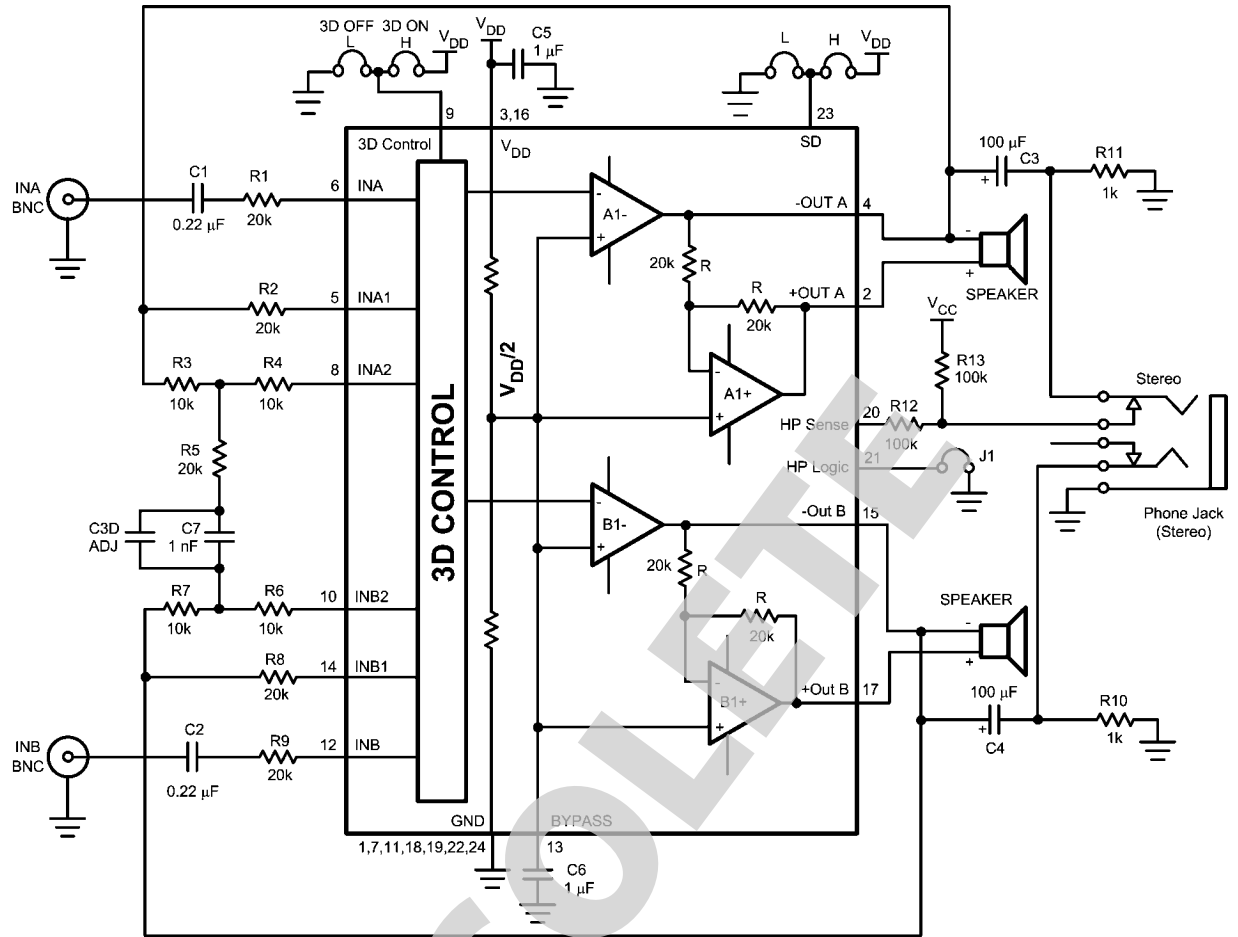 3D OFF 3D ON
L H VDD
VDD
C5
1 µF
L H VDD
9
3,16
23
3D Control
VDD
SD
100 µF
C3
+
R11
1k
INA
BNC
C1
0.22 µF
R1
20k
6 INA
-
A1-
+
-OUT A 4
20k R
R
20k
+OUT A 2
-
+
SPEAKER
R2
20k
5 INA1
R3
10k
R4
10k
8 INA2
VDD/2
-
A1+
+
VCC
R13
100k
Stereo
HP Sense 20 R12
100k
HP Logic 21
J1
R5
20k
C3D
ADJ
C7
1 nF
3D CONTROL
-
B1-
+
-Out B 15
20k R
R
20k
Phone Jack
(Stereo)
R7
10k
R6
10k
10 INB2
SPEAKER
-
+
R8
20k
14 INB1
-
B1+
+
+Out B 17
100 µF
+
C4
R10
1k
INB
BNC
C2
0.22 µF
R9
20k
12 INB
GND
BYPASS
1,7,11,18,19,22,24
13
C6
1 µF
OLETE